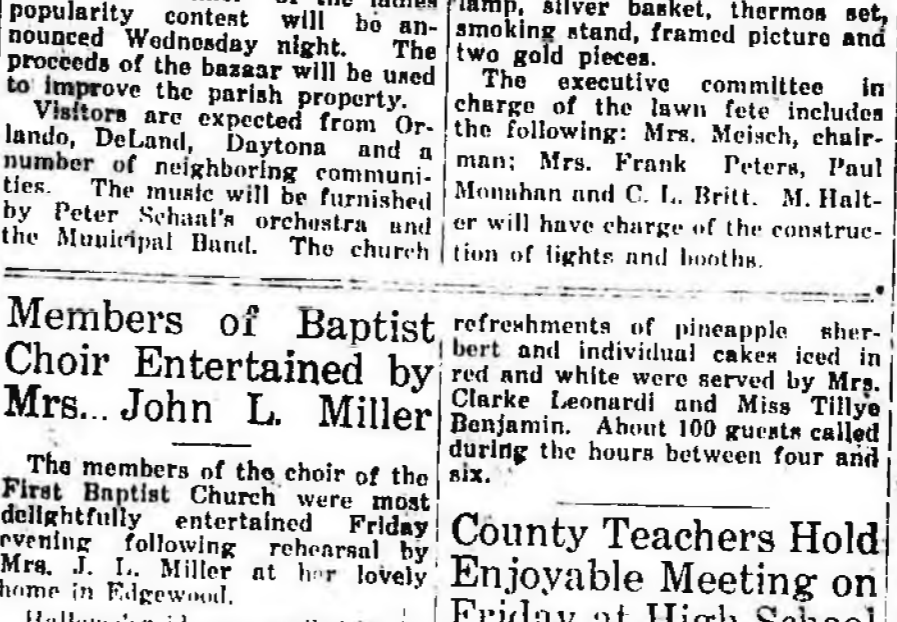 of the ladies
popularity contest will be an-
nounced Wednesday night. The
proceeds of the bazaar will be used
to improve the parish property.
Visitors are expected from Or-
lando, DeLand, Daytona and a
number of neighboring communi-
ties. The music will be furnished
by Peter Schaal's orchestra and
the Municipal Band. The church
lamp, silver basket, thermos set,
smoking stand, framed picture and
two gold pieces.
The executive committee in
charge of the lawn fete includes
the following: Mrs. Meisch, chair-
man; Mrs. Frank Peters, Paul
Monahan and C. L. Britt. M. Halt-
er will have charge of the construc-
tion of lights and booths.
Members of Baptist
Choir Entertained by
Mrs... John L. Miller
The members of the choir of the
First Baptist Church were most
delightfully entertained Friday
evening following rehearsal by
Mrs. J. L. Miller at her lovely
home in Edgewood.
refreshments of pineapple sher-
bert and individual cakes iced in
red and white were served by Mrs.
Clarke Leonardi and Miss Tillye
Benjamin. About 100 guests called
during the hours between four and
six.
County Teachers Hold
Enjoyable Meeting on
Friday at High School